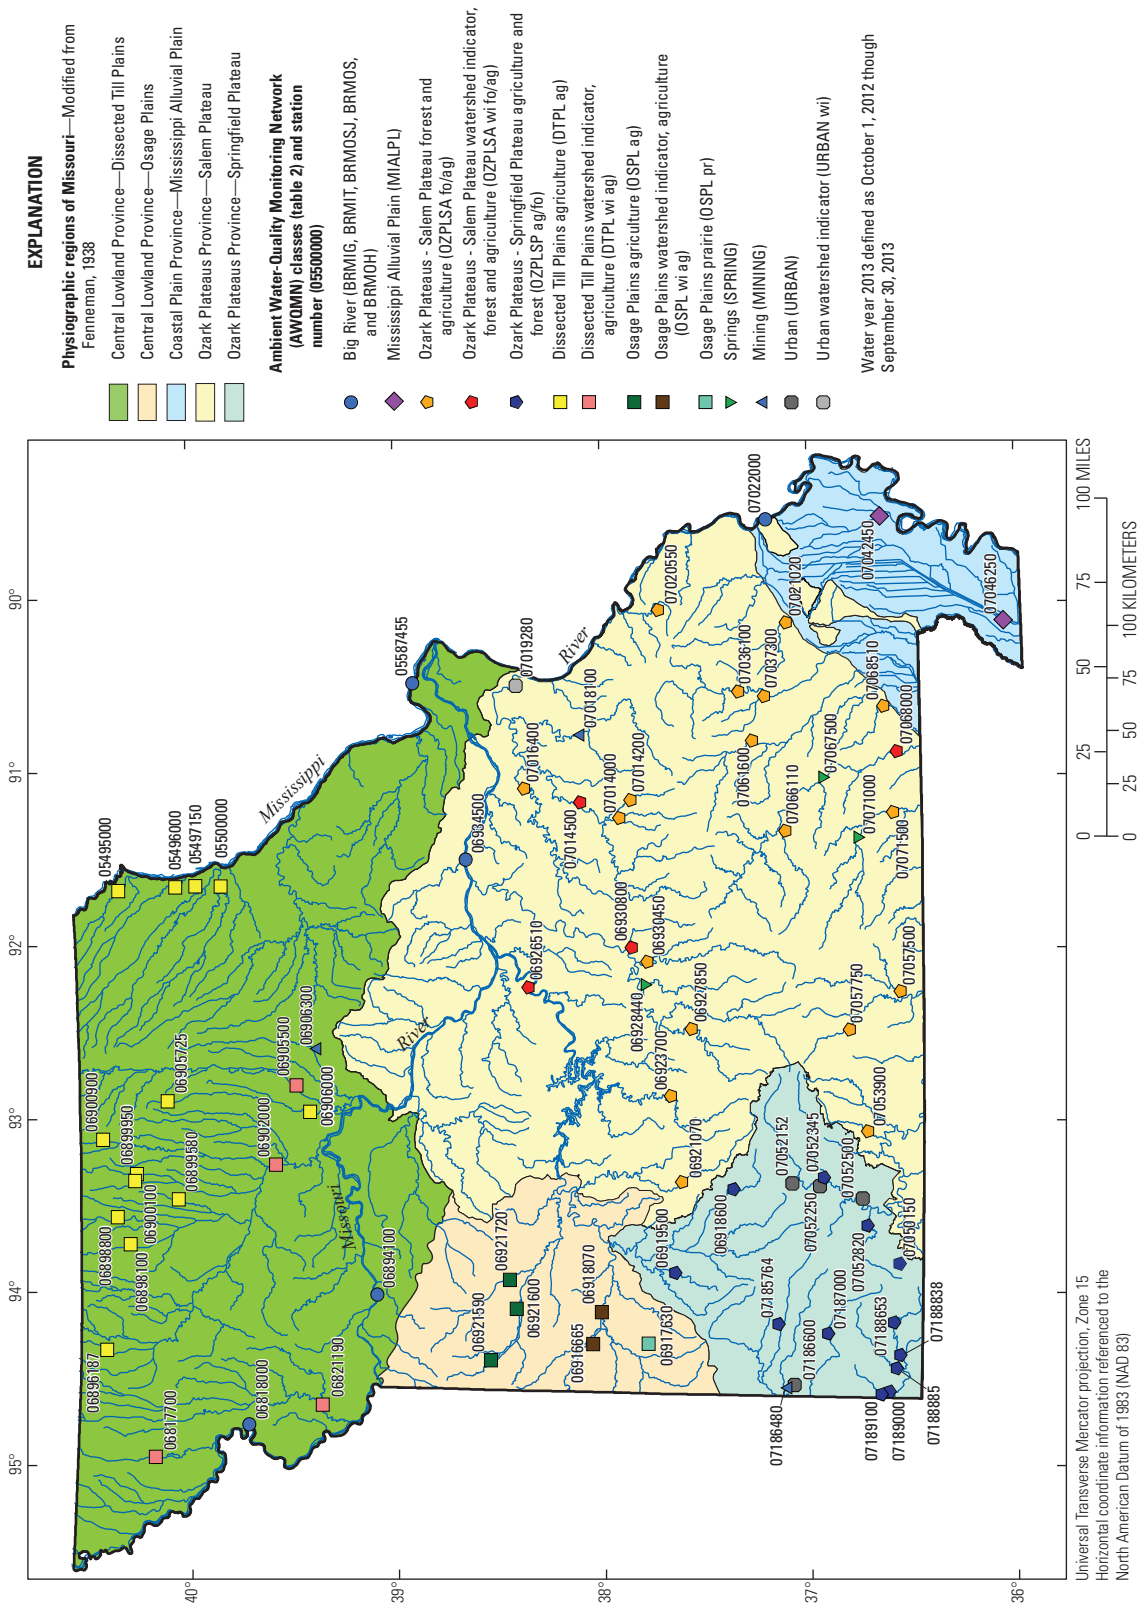 EXPLANATION
Physiographic regions of Missouri—Modified from
Fenneman, 1938
Central Lowland Province—Dissected Till Plains
Central Lowland Province—Osage Plains
Coastal Plain Province—Mississippi Alluvial Plain
Ozark Plateaus Province—Salem Plateau
Ozark Plateaus Province—Springfield Plateau
Ambient Water-Quality Monitoring Network
(AWQMN) classes (table 2) and station
number (05500000)
Big River (BRMIG, BRMIT, BRMOSJ, BRMOS,
and BRMOH)
Mississippi Alluvial Plain (MIALPL)
Ozark Plateaus - Salem Plateau forest and
agriculture (OZPLSA fo/ag)
Ozark Plateaus - Salem Plateau watershed indicator,
forest and agriculture (OZPLSA wi fo/ag)
Ozark Plateaus - Springfield Plateau agriculture and
forest (OZPLSP ag/fo)
Dissected Till Plains agriculture (DTPL ag)
Dissected Till Plains watershed indicator,
agriculture (DTPL wi ag)
Osage Plains agriculture (OSPL ag)
Osage Plains watershed indicator, agriculture
(OSPL wi ag)
Osage Plains prairie (OSPL pr)
Springs (SPRING)
Mining (MINING)
Urban (URBAN)
Urban watershed indicator (URBAN wi)
Water year 2013 defined as October 1, 2012 though
September 30, 2013
95°
94°
93°
92°
91°
90°
40°
39°
38°
37°
36°
06896187
06898100
06898800
06900100
06899580
06899950
06900900
06905725
05495000
05496000
05497150
05500000
06817700
06818000
06821190
06902000
06905500
06906300
06906000
06894100
Missouri
River
Mississippi
River
05587455
06934500
07019280
06921590
06921600
06921720
06926510
07016400
07018100
07014500
07014000
07014200
06916665
06918070
06917630
06930800
06930450
06928440
06927850
06923700
06921070
07020550
06919500
06918600
07022000
07036100
07037300
07021020
07061600
07066110
07067500
07071000
07071500
07068510
07068000
07042450
07046250
07057750
07057500
07053900
07052152
07052345
07052500
07052250
07052820
07050150
07185764
07186600
07186480
07187000
07188653
07188838
07188885
07189000
07189100
Universal Transverse Mercator projection, Zone 15
Horizontal coordinate information referenced to the
North American Datum of 1983 (NAD 83)
0 25 50 75 100 MILES
0 25 50 75 100 KILOMETERS